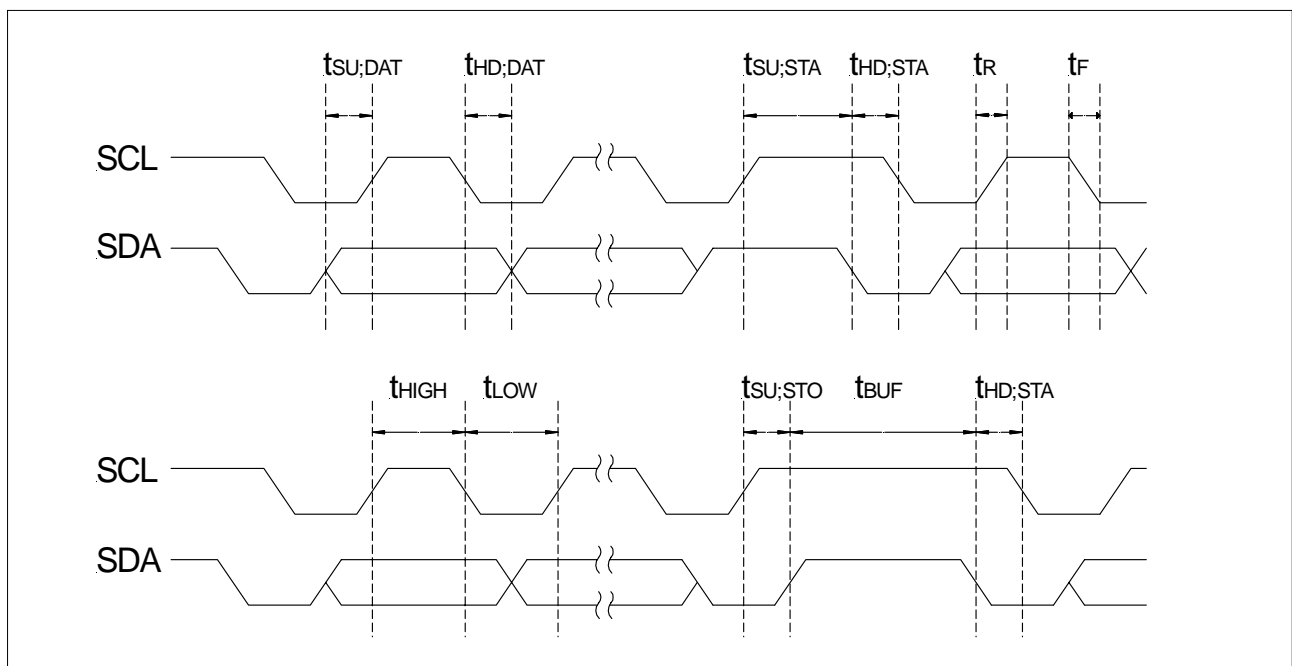 tSU;DAT tHD;DAT tSU;STA tHD;STA tR tF
SCL
SDA
tHIGH tLOW tSU;STO tBUF tHD;STA
SCL
SDA